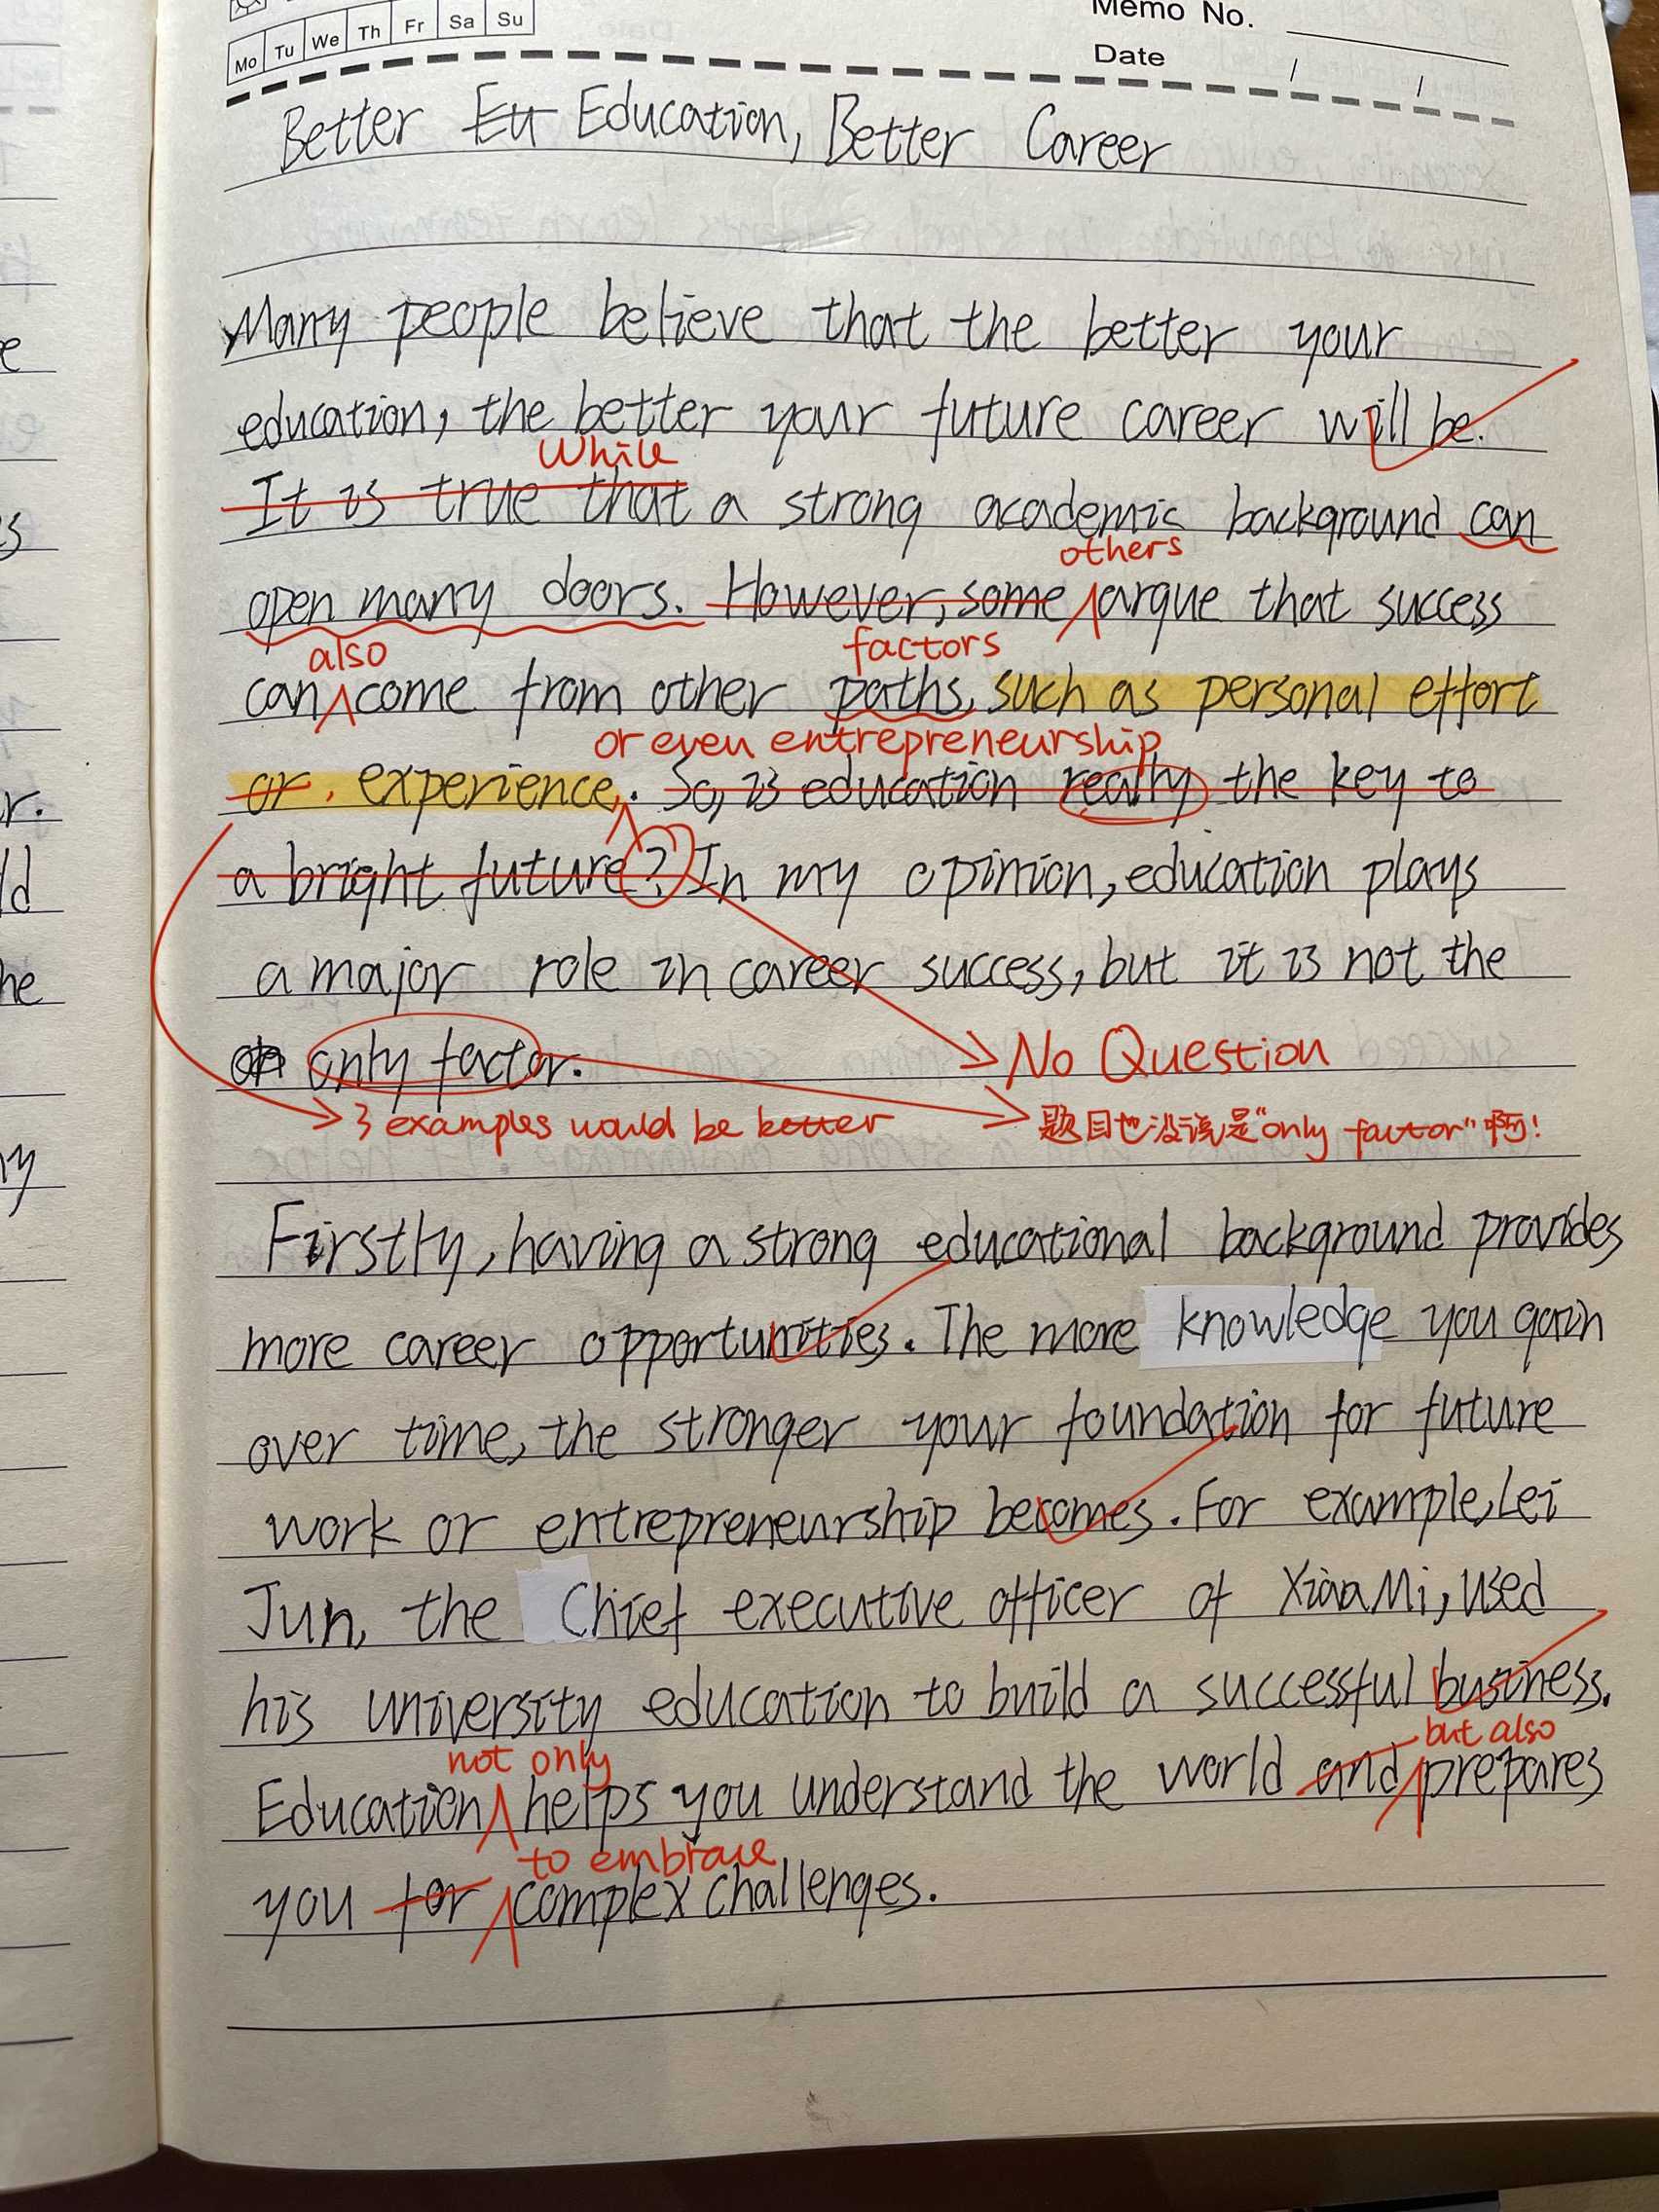 Mo Tu We Th Fr Sa Su
Memo No.
Date / /
Better Eu Education, Better Career
Many people believe that the better your
education, the better your future career will be.
While
It is true that a strong academic background can
others
open many doors. However, some argue that success
also factors
can come from other paths, such as personal effort
or even entrepreneurship
or experience. So, is education really the key to
a bright future? In my opinion, education plays
a major role in career success, but it is not the
only factor.
No Question
3 examples would be better
题目也没说是"only factor"啊!
Firstly, having a strong educational background provides
more career opportunities. The more knowledge you gain
over time, the stronger your foundation for future
work or entrepreneurship becomes. For example, Lei
Jun, the Chief executive officer of XiaoMi, used
his university education to build a successful business.
not only but also
Education helps you understand the world and prepares
to embrace
you for complex challenges.
e
s
r.
ld
he
ny